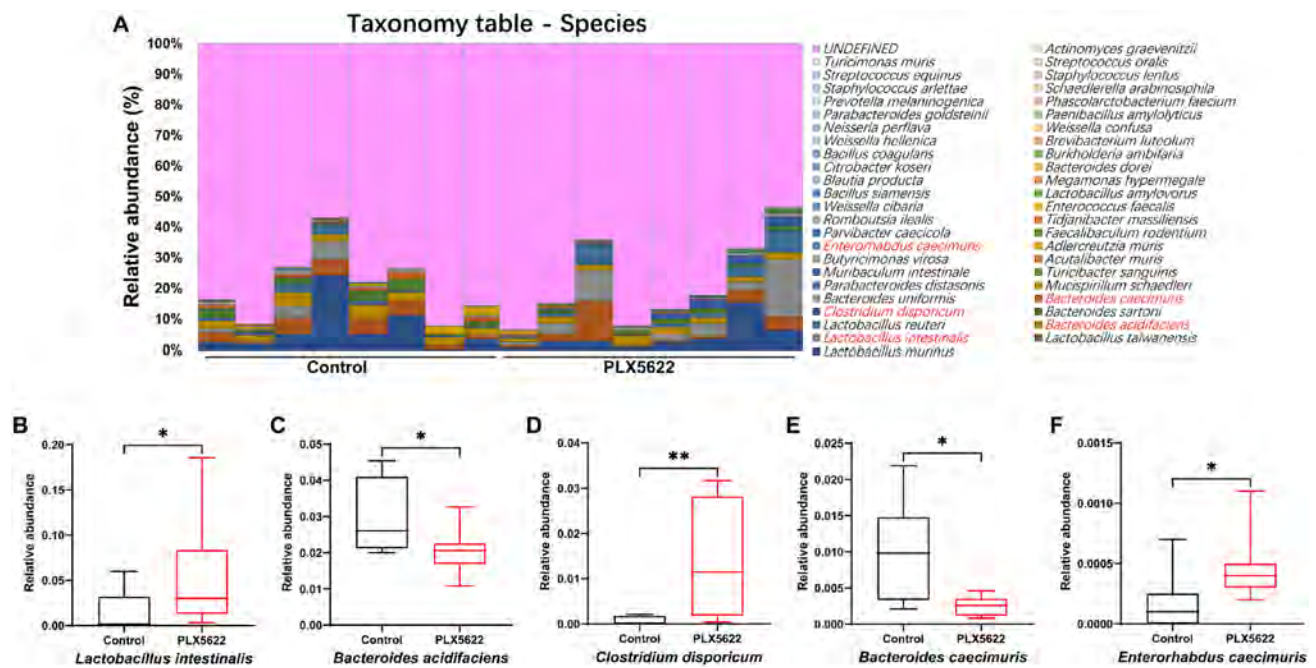 A
Taxonomy table - Species
Relative abundance (%)
100%
90%
80%
70%
60%
50%
40%
30%
20%
10%
0%
Control
PLX5622
UNDEFINED
Turicimonas muris
Streptococcus equinus
Staphylococcus arlettae
Prevotella melaninogenica
Parabacteroides goldsteinii
Neisseria perflava
Weissella hellenica
Bacillus coagulans
Citrobacter koseri
Blautia producta
Bacillus siamensis
Weissella cibaria
Romboutsia ilealis
Parvibacter caecicola
Enterorhabdus caecimuris
Butyricimonas virosa
Muribaculum intestinale
Parabacteroides distasonis
Bacteroides uniformis
Clostridium disporicum
Lactobacillus reuteri
Lactobacillus intestinalis
Lactobacillus murinus
Actinomyces graevenitzii
Streptococcus oralis
Staphylococcus lentus
Schaedlerella arabinosiphila
Phascolarctobacterium faecium
Paenibacillus amylolyticus
Weissella confusa
Brevibacterium luteolum
Burkholderia ambifaria
Bacteroides dorei
Megamonas hypermegale
Lactobacillus amylovorus
Enterococcus faecalis
Tidjanibacter massiliensis
Faecalibaculum rodentium
Adlercreutzia muris
Acutalibacter muris
Turicibacter sanguinis
Mucispirillum schaedleri
Bacteroides caecimuris
Bacteroides sartorii
Bacteroides acidifaciens
Lactobacillus taiwanensis
B
Relative abundance
0.20
0.15
0.10
0.05
0.00
*
Control PLX5622
Lactobacillus intestinalis
C
Relative abundance
0.05
0.04
0.03
0.02
0.01
0.00
*
Control PLX5622
Bacteroides acidifaciens
D
Relative abundance
0.04
0.03
0.02
0.01
0.00
**
Control PLX5622
Clostridium disporicum
E
Relative abundance
0.025
0.020
0.015
0.010
0.005
0.000
*
Control PLX5622
Bacteroides caecimuris
F
Relative abundance
0.0015
0.0010
0.0005
0.0000
*
Control PLX5622
Enterorhabdus caecimuris